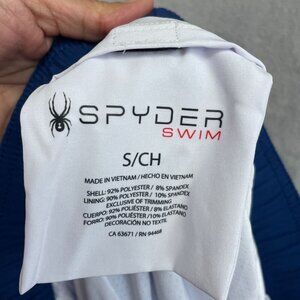 SPYDER
SWIM
S/CH
MADE IN VIETNAM / HECHO EN VIETNAM
SHELL: 92% POLYESTER / 8% SPANDEX
LINING: 90% POLYESTER / 10% SPANDEX
EXCLUSIVE OF TRIMMING
CUERPO: 92% POLIÉSTER / 8% ELASTANO
FORRO: 90% POLIÉSTER / 10% ELASTANO
DECORACIÓN NO TEXTIL
CA 63671 / RN 94468